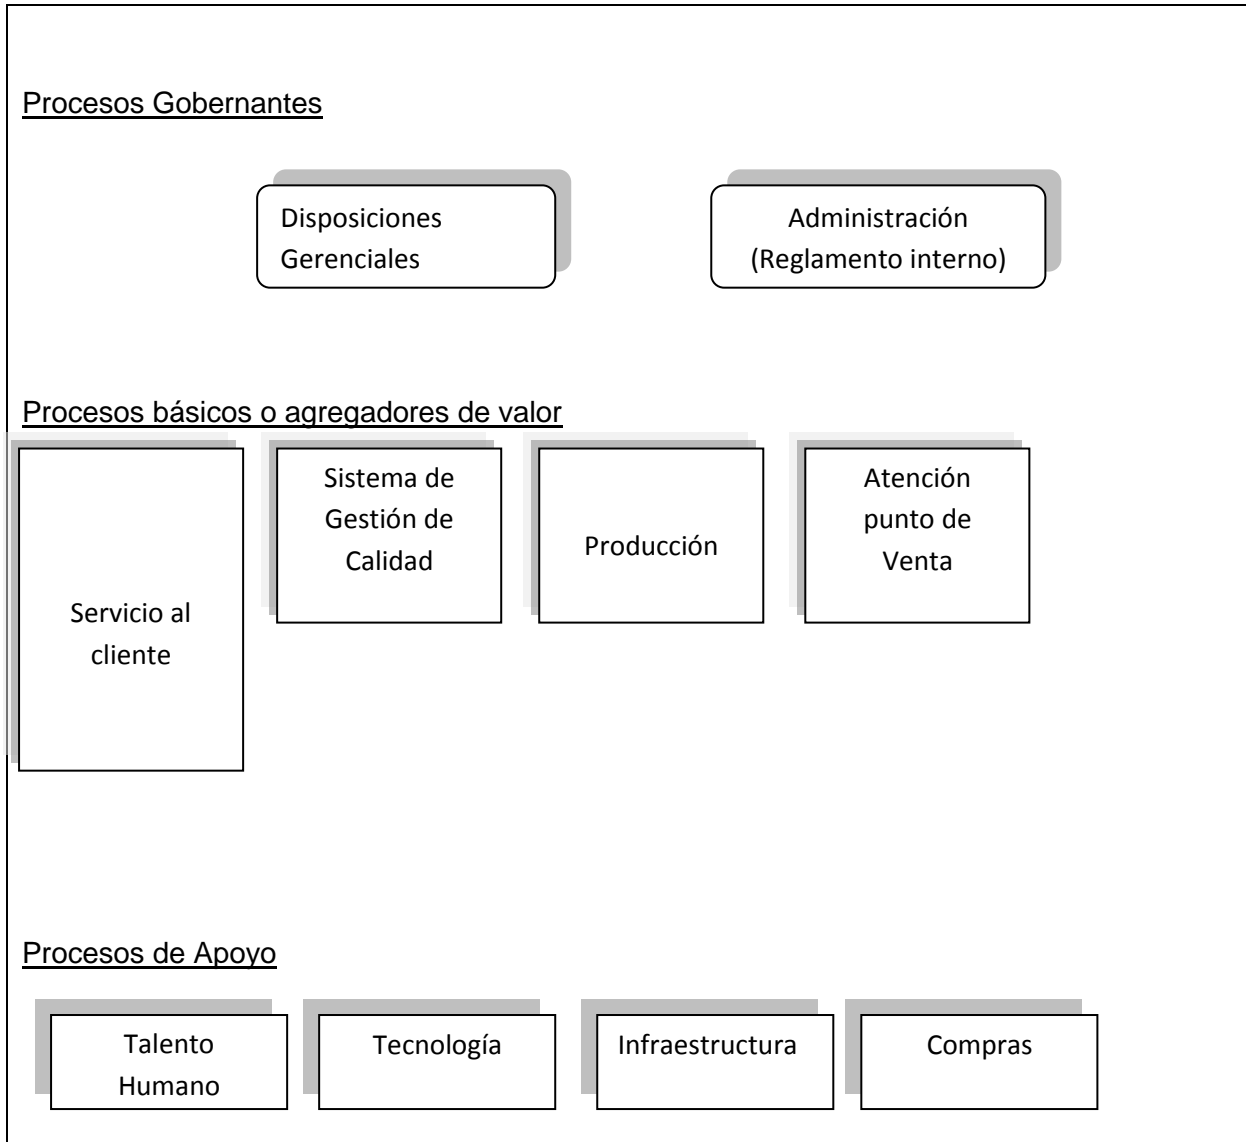 Procesos Gobernantes
Disposiciones
Gerenciales
Administración
(Reglamento interno)
Procesos básicos o agregadores de valor
Servicio al
cliente
Sistema de
Gestión de
Calidad
Producción
Atención
punto de
Venta
Procesos de Apoyo
Talento
Humano
Tecnología
Infraestructura
Compras